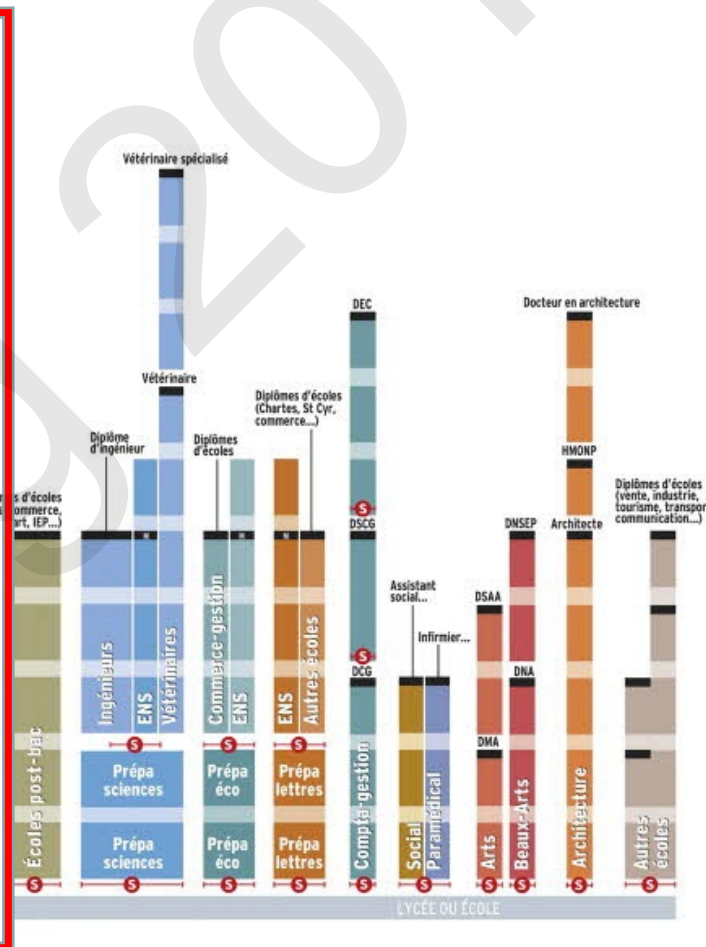 Vétérinaire spécialisé
DEC
Docteur en architecture
Vétérinaire
Diplômes d'écoles
(Chartes, St Cyr,
commerce...)
Diplôme
d'ingénieur
Diplômes
d'écoles
HMONP
d'écoles
commerce,
art, IEP...)
Diplômes d'écoles
(vente, industrie,
tourisme, transpor
communication...)
S
DSCG
DNSEP
Architecte
Assistant
social...
DSAA
Infirmier...
S
DCG
DNA
DMA
Écoles post-bac
Ingénieurs
ENS
Vétérinaires
Commerce-gestion
ENS
ENS
Autres écoles
S
S
S
Prépa
sciences
Prépa
éco
Prépa
lettres
Prépa
sciences
Prépa
éco
Prépa
lettres
Compta-gestion
Social
Paramédical
Arts
Beaux-Arts
Architecture
Autres
écoles
S
S
S
S
S
S
S
S
S
S
LYCÉE OU ÉCOLE